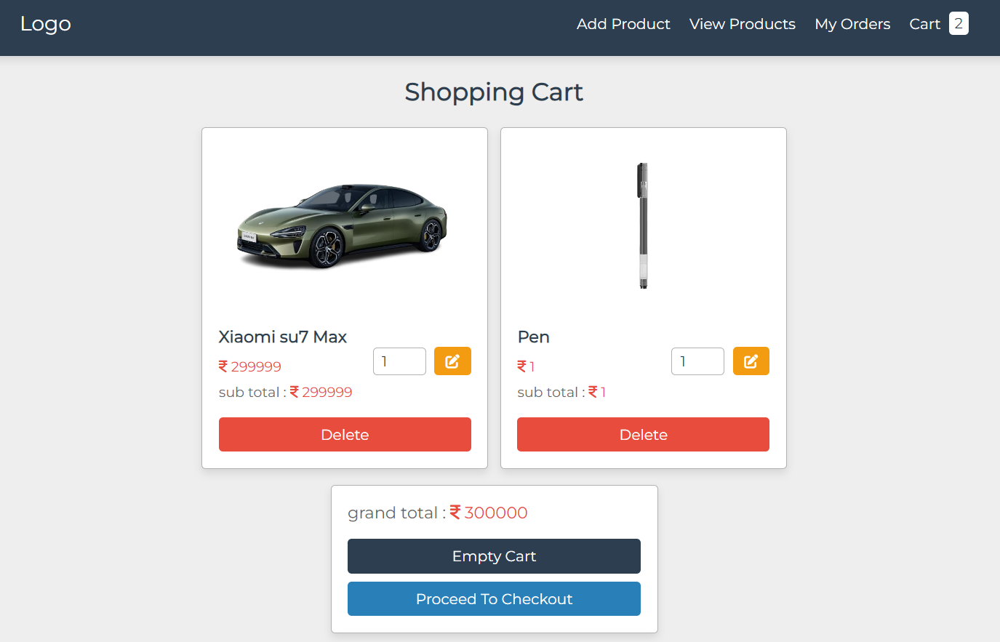 Logo
Add Product View Products My Orders Cart 2
Shopping Cart
Xiaomi su7 Max
₹ 299999
1
sub total : ₹ 299999
Delete
Pen
₹ 1
1
sub total : ₹ 1
Delete
grand total : ₹ 300000
Empty Cart
Proceed To Checkout